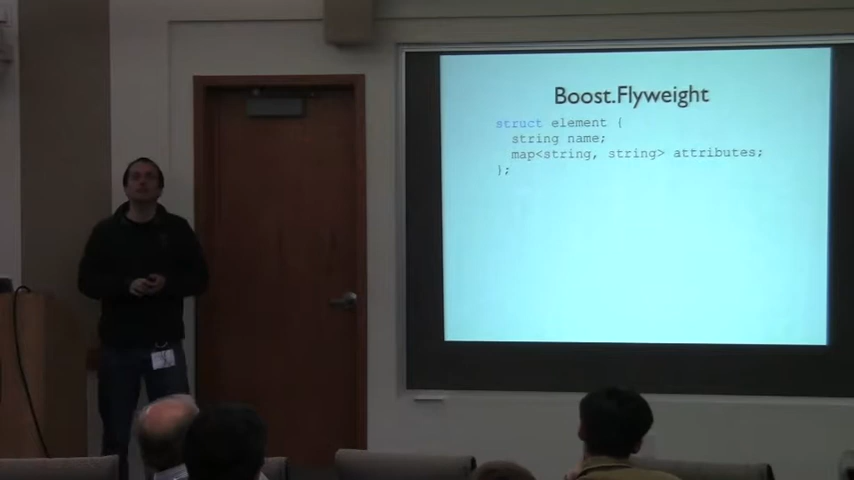 Boost.Flyweight
struct element {
string name;
map<string, string> attributes;
};